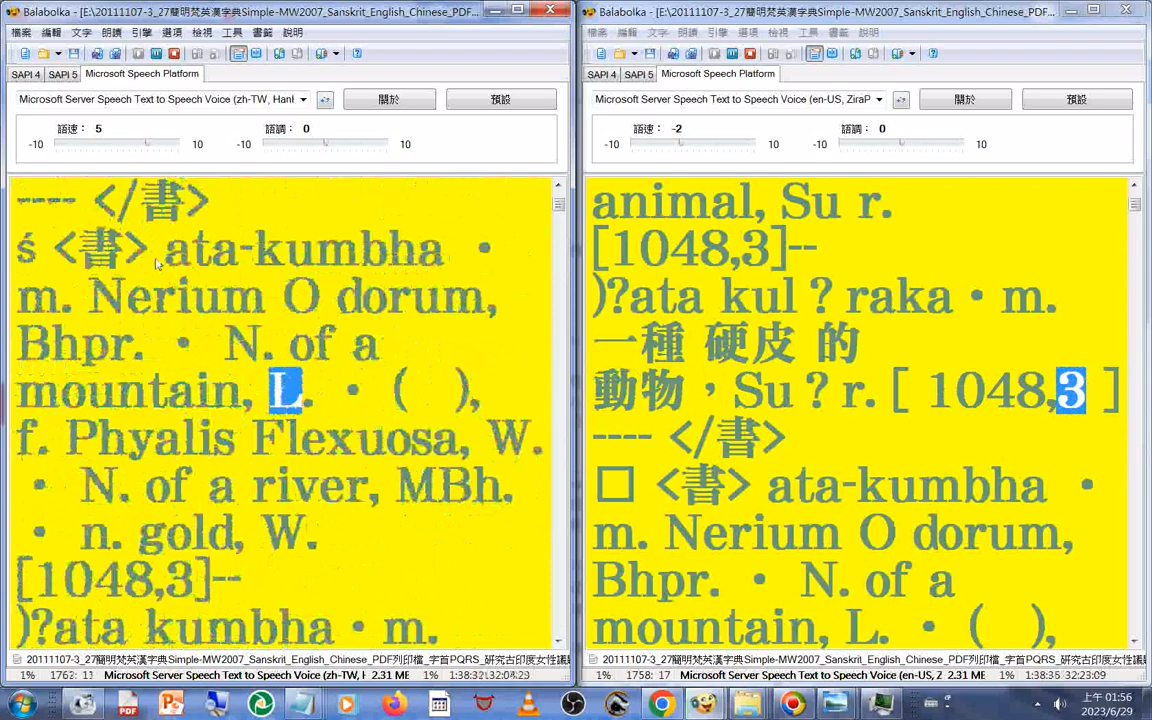 Balabolka - [E:\20111107-3_27簡明梵英漢字典Simple-MW2007_Sanskrit_English_Chinese_PDF...
檔案 編輯 文字 朗讀 引擎 選項 檢視 工具 書籤 說明
SAPI 4 SAPI 5 Microsoft Speech Platform
Microsoft Server Speech Text to Speech Voice (zh-TW, Hanl
關於 預設
語速: 5 語調: 0
-10 10 -10 10
---- </書>
ś <書> ata-kumbha •
m. Nerium O dorum,
Bhpr. • N. of a
mountain, L. • ( ),
f. Phyalis Flexuosa, W.
• N. of a river, MBh.
• n. gold, W.
[1048,3]--
)?ata kumbha • m.
20111107-3_27簡明梵英漢字典Simple-MW2007_Sanskrit_English_Chinese_PDF列印檔_字首PQRS_研究古印度女性議
1% Microsoft Server Speech Text to Speech Voice (zh-TW, H 2.31 ME 1%
Balabolka - [E:\20111107-3_27簡明梵英漢字典Simple-MW2007_Sanskrit_English_Chinese_PDF...
檔案 編輯 文字 朗讀 引擎 選項 檢視 工具 書籤 說明
SAPI 4 SAPI 5 Microsoft Speech Platform
Microsoft Server Speech Text to Speech Voice (en-US, ZiraP
關於 預設
語速: -2 語調: 0
-10 10 -10 10
animal, Su r.
[1048,3]--
)?ata kul ? raka • m.
一種 硬皮 的
動物，Su ? r. [ 1048,3 ]
---- </書>
□ <書> ata-kumbha •
m. Nerium O dorum,
Bhpr. • N. of a
mountain, L. • ( ),
20111107-3_27簡明梵英漢字典Simple-MW2007_Sanskrit_English_Chinese_PDF列印檔_字首PQRS_研究古印度女性議
1% 1758: 17 Microsoft Server Speech Text to Speech Voice (en-US, Z 2.31 ME 1% 1:38:35/32:23:09
上午 01:56
2023/6/29